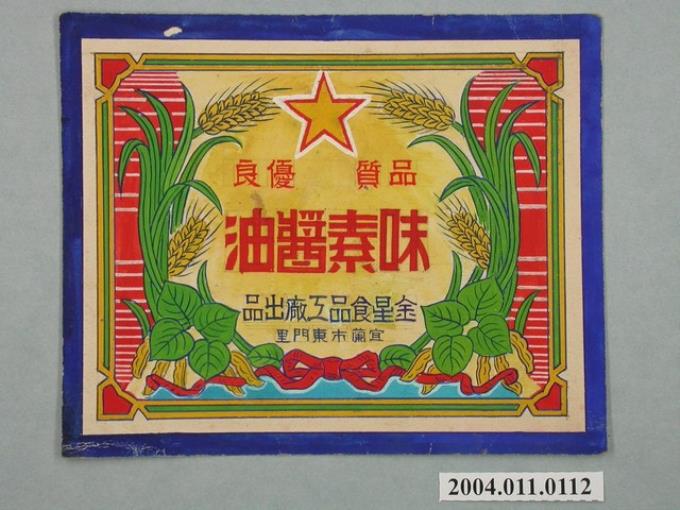 品質優良
味素醬油
金星食品工廠出品
宜蘭市東門里
2004.011.0112